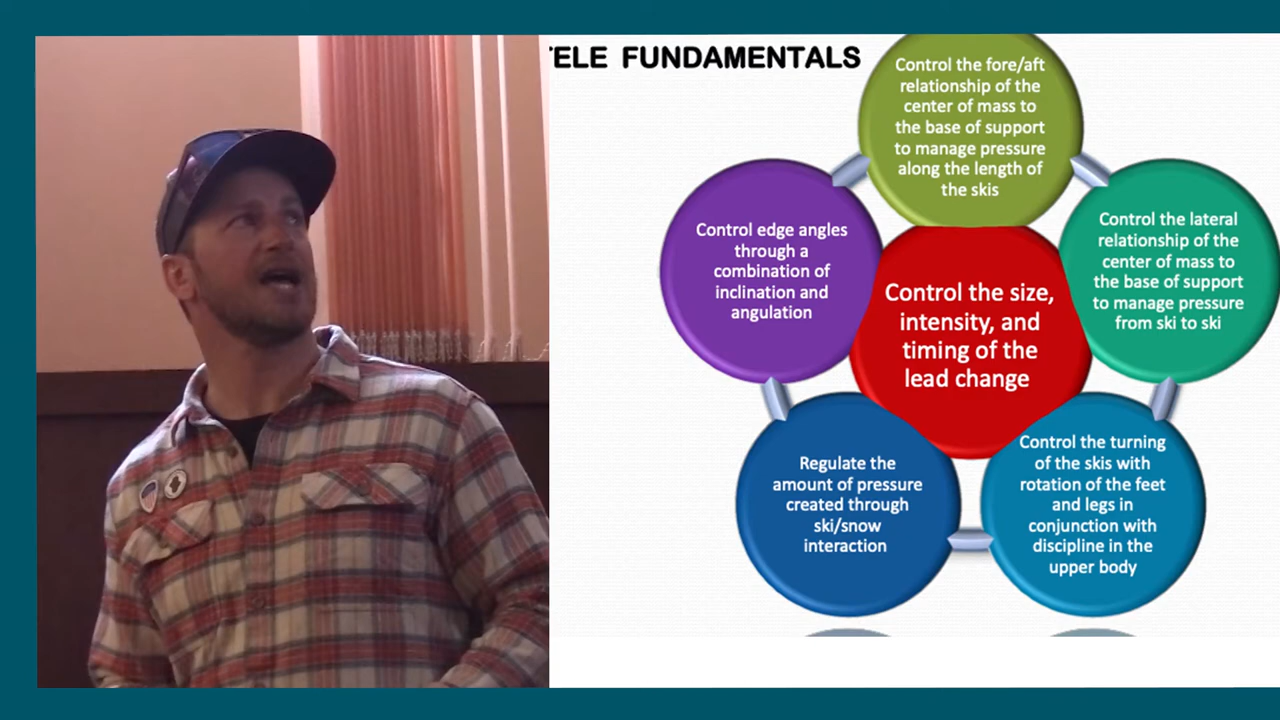 TELE FUNDAMENTALS
Control the fore/aft
relationship of the
center of mass to
the base of support
to manage pressure
along the length of
the skis
Control the lateral
relationship of the
center of mass to
the base of support
to manage pressure
from ski to ski
Control the turning
of the skis with
rotation of the feet
and legs in
conjunction with
discipline in the
upper body
Regulate the
amount of pressure
created through
ski/snow
interaction
Control edge angles
through a
combination of
inclination and
angulation
Control the size,
intensity, and
timing of the
lead change